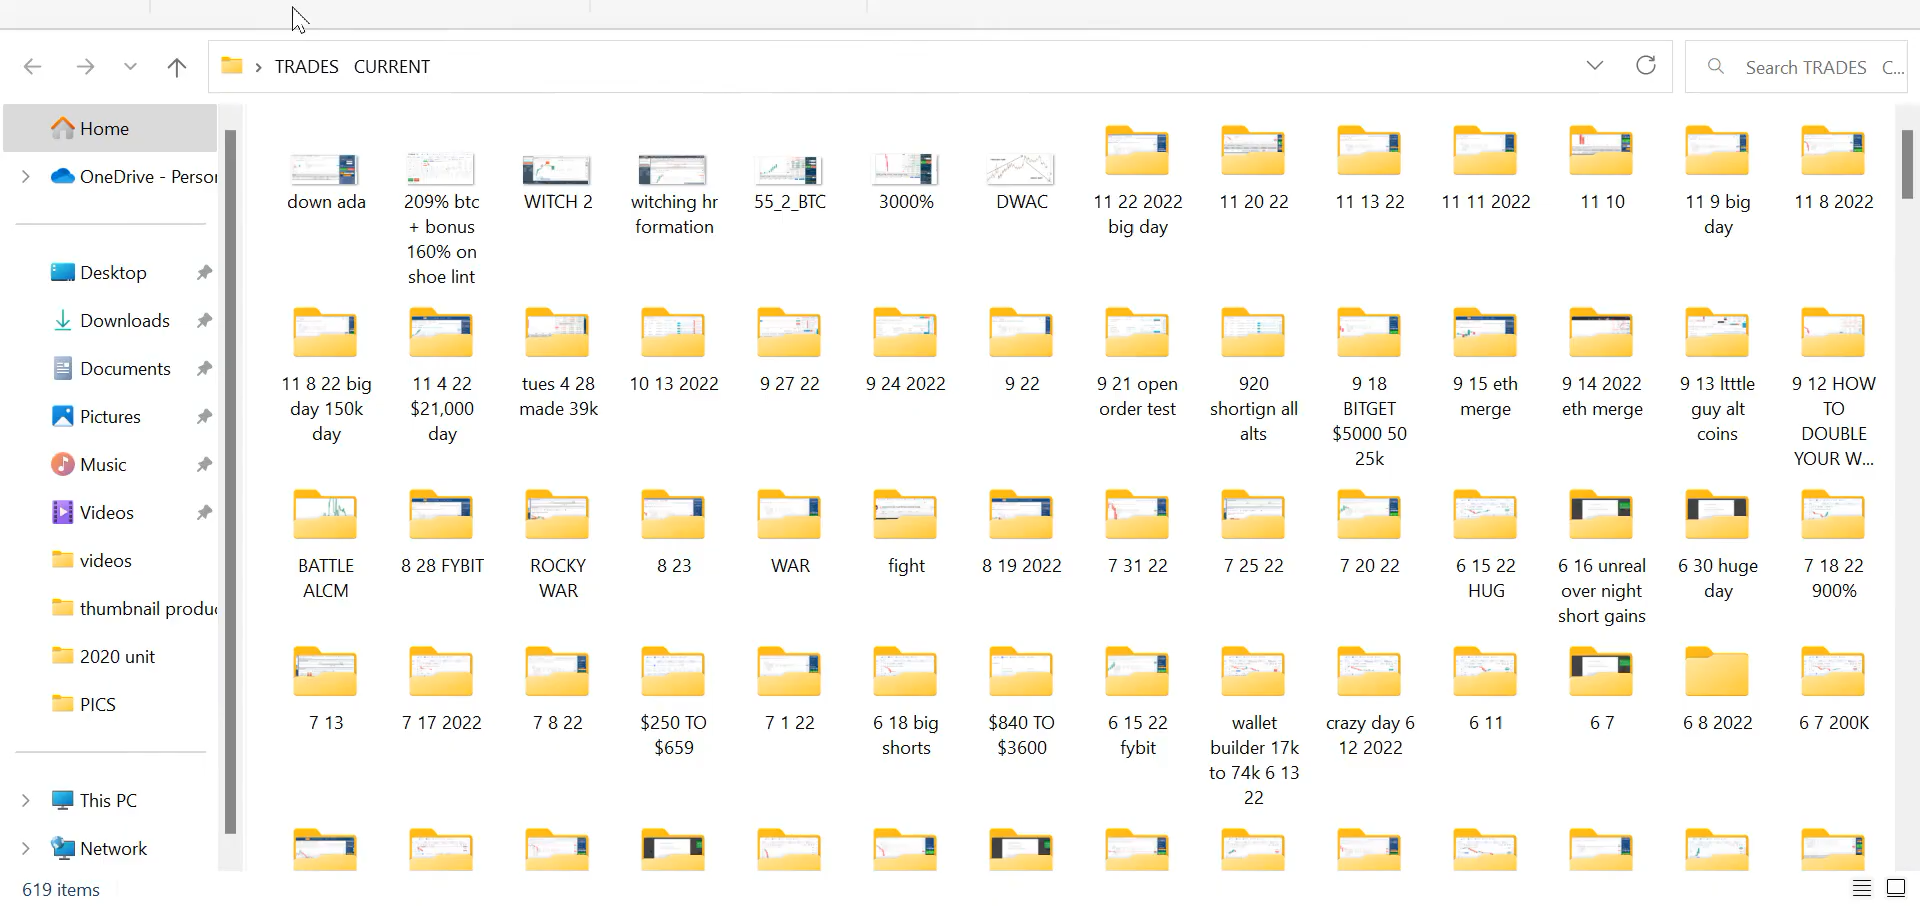 TRADES CURRENT
Search TRADES C...
Home
OneDrive - Person
Desktop
Downloads
Documents
Pictures
Music
Videos
videos
thumbnail produc
2020 unit
PICS
This PC
Network
down ada
209% btc
+ bonus
160% on
shoe lint
WITCH 2
witching hr
formation
55_2_BTC
3000%
DWAC
11 22 2022
big day
11 20 22
11 13 22
11 11 2022
11 10
11 9 big
day
11 8 2022
11 8 22 big
day 150k
day
11 4 22
$21,000
day
tues 4 28
made 39k
10 13 2022
9 27 22
9 24 2022
9 22
9 21 open
order test
920
shortign all
alts
9 18
BITGET
$5000 50
25k
9 15 eth
merge
9 14 2022
eth merge
9 13 ltttle
guy alt
coins
9 12 HOW
TO
DOUBLE
YOUR W...
BATTLE
ALCM
8 28 FYBIT
ROCKY
WAR
8 23
WAR
fight
8 19 2022
7 31 22
7 25 22
7 20 22
6 15 22
HUG
6 16 unreal
over night
short gains
6 30 huge
day
7 18 22
900%
7 13
7 17 2022
7 8 22
$250 TO
$659
7 1 22
6 18 big
shorts
$840 TO
$3600
6 15 22
fybit
wallet
builder 17k
to 74k 6 13
22
crazy day 6
12 2022
6 11
6 7
6 8 2022
6 7 200K
619 items